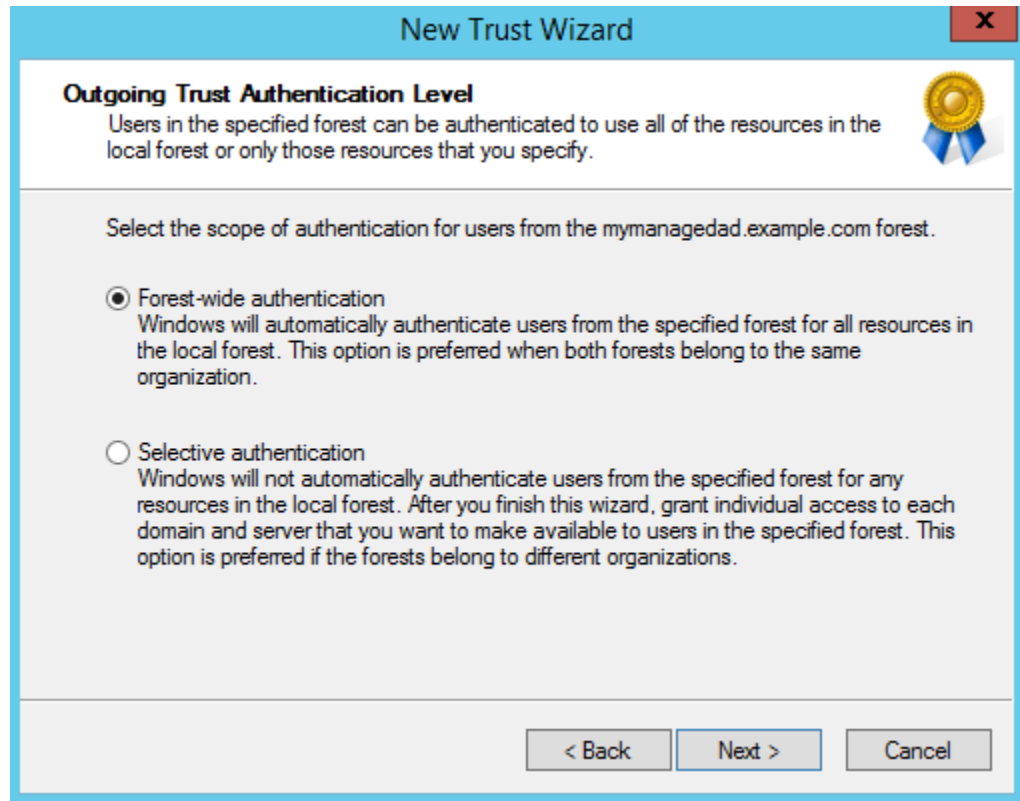 New Trust Wizard
x
Outgoing Trust Authentication Level
Users in the specified forest can be authenticated to use all of the resources in the
local forest or only those resources that you specify.
Select the scope of authentication for users from the mymanagedad.example.com forest.
Forest-wide authentication
Windows will automatically authenticate users from the specified forest for all resources in
the local forest. This option is preferred when both forests belong to the same
organization.
Selective authentication
Windows will not automatically authenticate users from the specified forest for any
resources in the local forest. After you finish this wizard, grant individual access to each
domain and server that you want to make available to users in the specified forest. This
option is preferred if the forests belong to different organizations.
< Back Next > Cancel